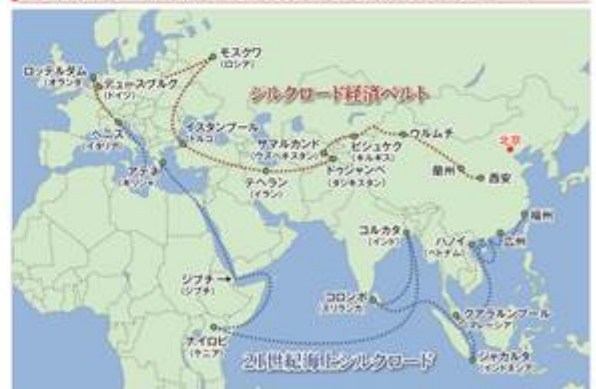 モスクワ
(ロシア)
ロッテルダム
(オランダ)
デュースブルク
(ドイツ)
シルクロード経済ベルト
ベニス
(イタリア)
イスタンブール
(トルコ)
サマルカンド
(ウズベキスタン)
ビシュケク
(キルギス)
ウルムチ
北京
アテネ
(ギリシャ)
テヘラン
(イラン)
ドゥシャンベ
(タジキスタン)
蘭州
西安
コルカタ
(インド)
ハノイ
(ベトナム)
福州
広州
ジブチ→
(ジブチ)
コロンボ
(スリランカ)
クアラルンプール
(マレーシア)
ナイロビ
(ケニア)
21世紀海上シルクロード
ジャカルタ
(インドネシア)